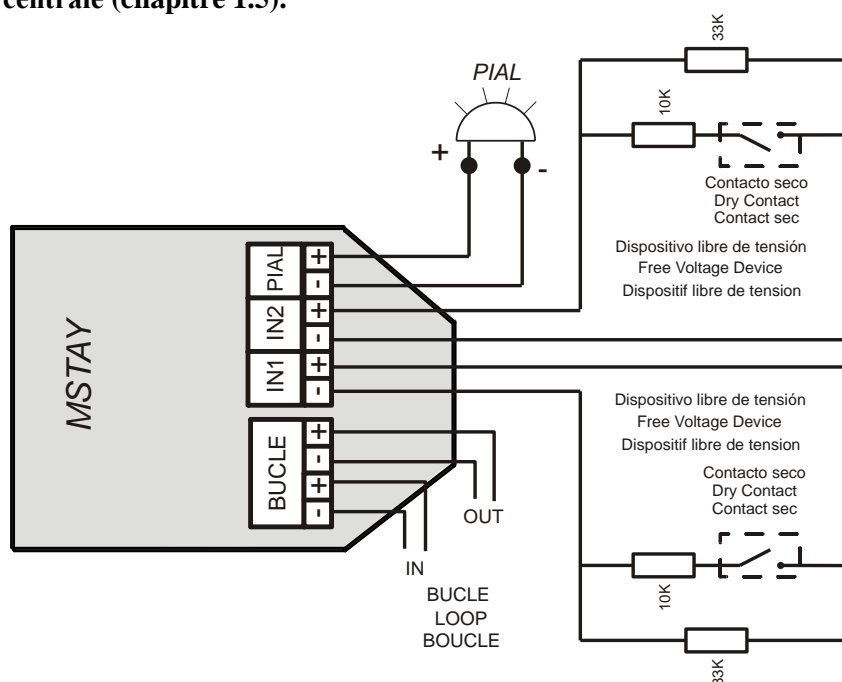 centrale (chapitre 1.5).
33K
PIAL
10K
+
-
Contacto seco
Dry Contact
Contact sec
Dispositivo libre de tensión
Free Voltage Device
Dispositif libre de tension
MSTAY
PIAL
+
-
IN2
+
-
IN1
+
-
BUCLE
+
-
+
-
Dispositivo libre de tensión
Free Voltage Device
Dispositif libre de tension
Contacto seco
Dry Contact
Contact sec
OUT
IN
10K
BUCLE
LOOP
BOUCLE
33K